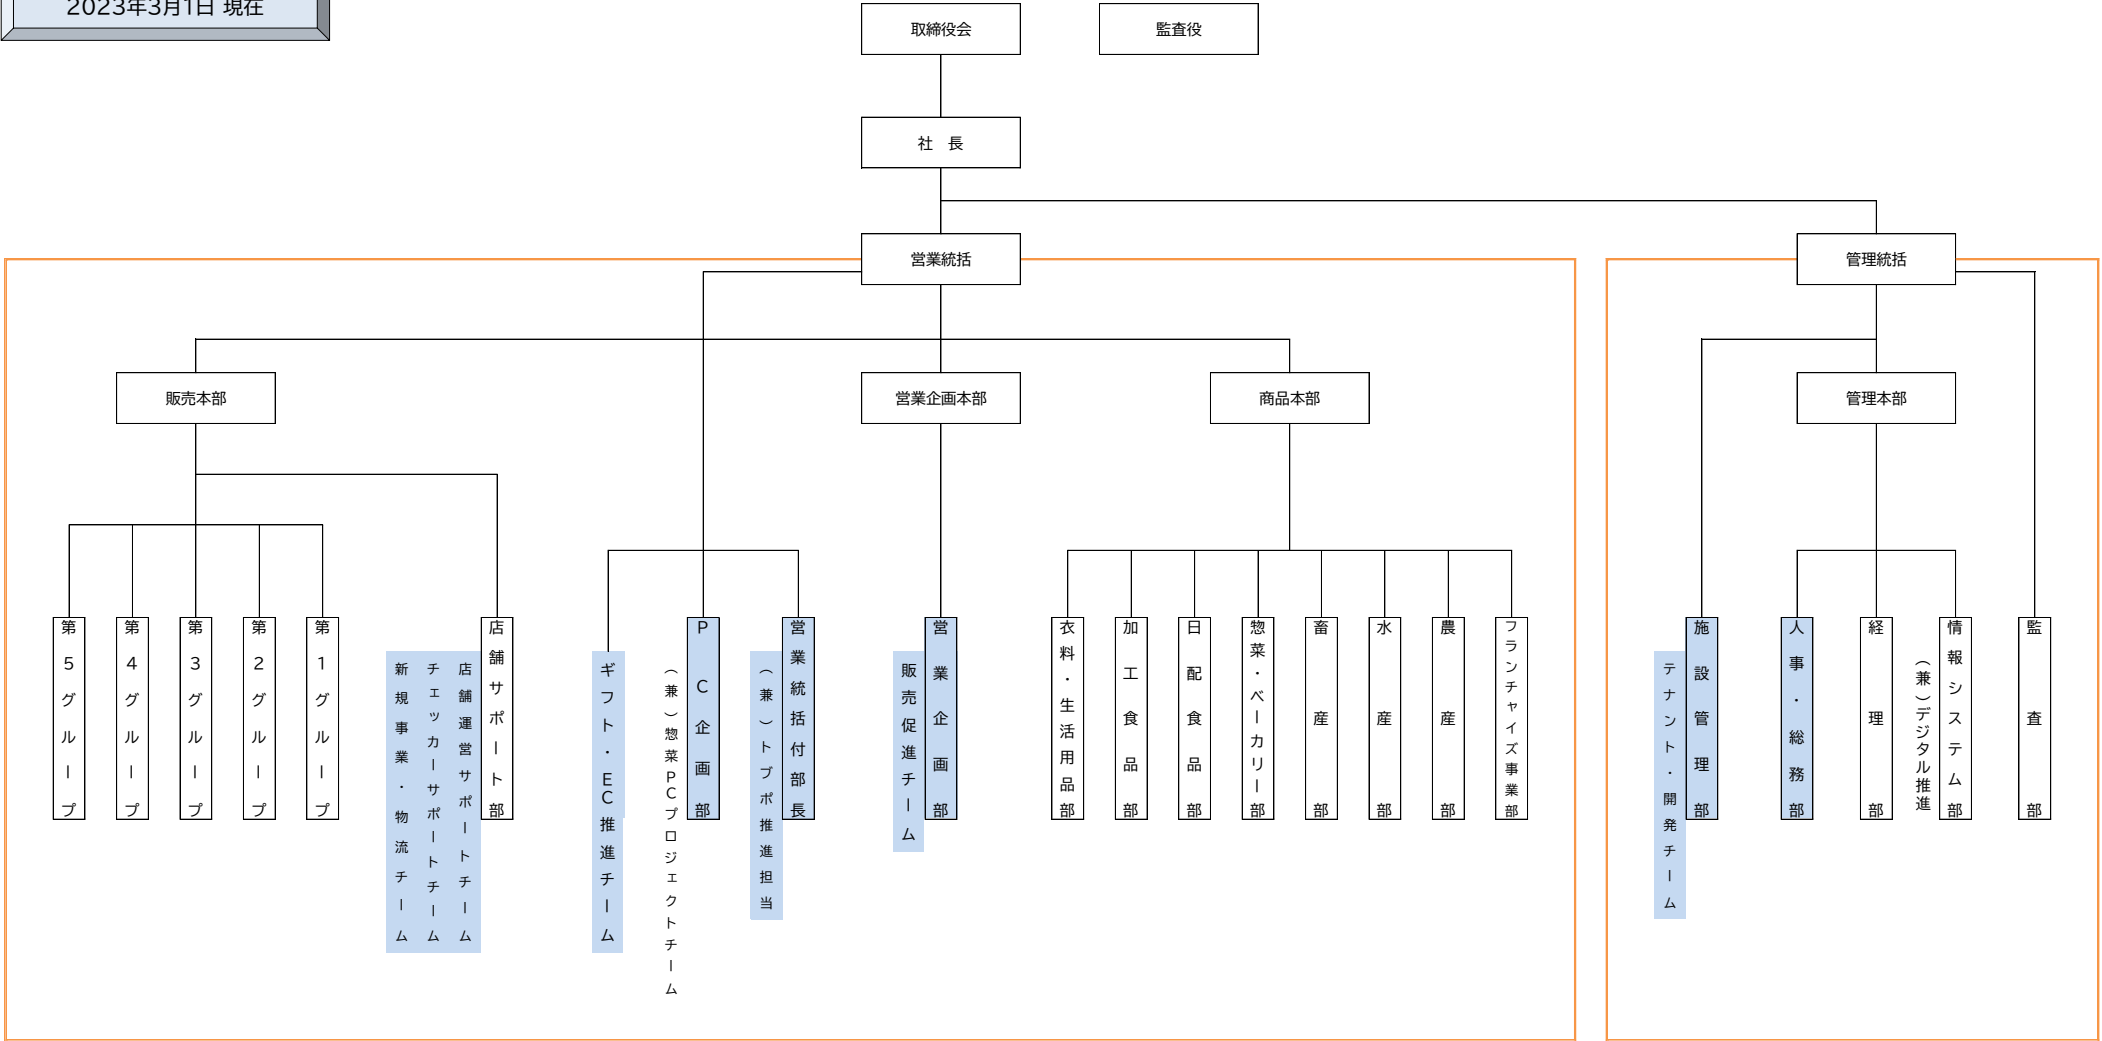 2023年3月1日 現在
取締役会
監査役
社　長
営業統括
管理統括
販売本部
営業企画本部
商品本部
管理本部
第5グループ
第4グループ
第3グループ
第2グループ
第1グループ
新規事業・物流チーム
チェッカーサポートチーム
店舗運営サポートチーム
店舗サポート部
ギフト・EC推進チーム
（兼）惣菜PCプロジェクトチーム
PC企画部
（兼）トブポ推進担当
営業統括付部長
販売促進チーム
営業企画部
衣料・生活用品部
加工食品部
日配食品部
惣菜・ベーカリー部
畜産部
水産部
農産部
フランチャイズ事業部
テナント・開発チーム
施設管理部
人事・総務部
経理部
（兼）デジタル推進
情報システム部
監査部